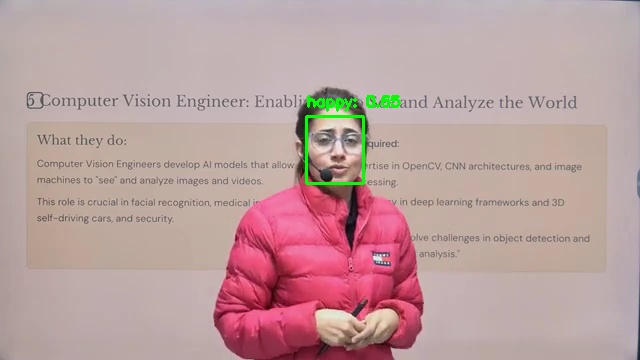 5 Computer Vision Engineer: Enabli and Analyze the World
happy:
What they do:
quired:
Computer Vision Engineers develop AI models that allow
machines to "see" and analyze images and videos.
ertise in OpenCV, CNN architectures, and image
essing.
This role is crucial in facial recognition, medical i
self-driving cars, and security.
y in deep learning frameworks and 3D
olve challenges in object detection and
analysis."